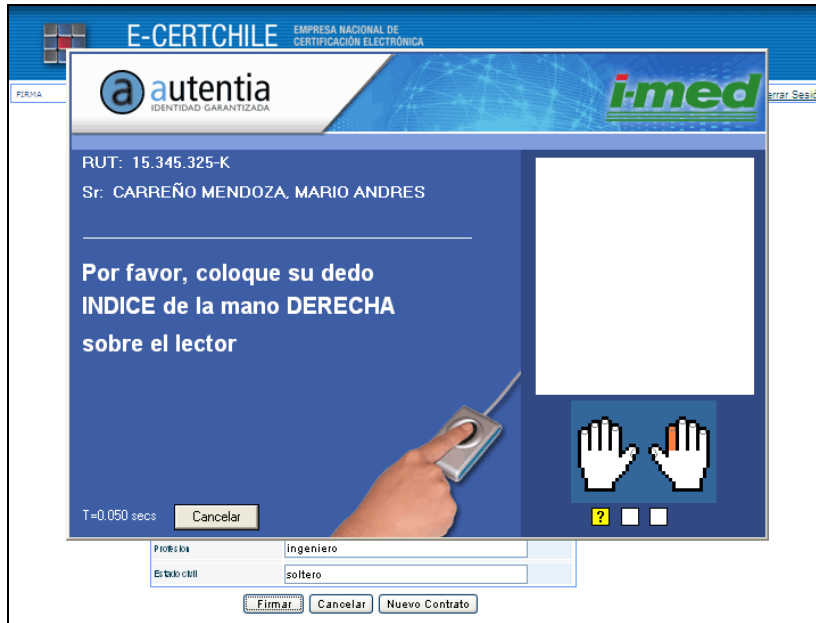 E-CERTCHILE
EMPRESA NACIONAL DE
CERTIFICACIÓN ELECTRÓNICA
FIRMA
errar Sesió
a autentia
IDENTIDAD GARANTIZADA
i-med
RUT: 15.345.325-K
Sr: CARREÑO MENDOZA, MARIO ANDRES
Por favor, coloque su dedo
INDICE de la mano DERECHA
sobre el lector
T=0.050 secs
Cancelar
?
Profesion ingeniero
Estado civil soltero
Firmar Cancelar Nuevo Contrato